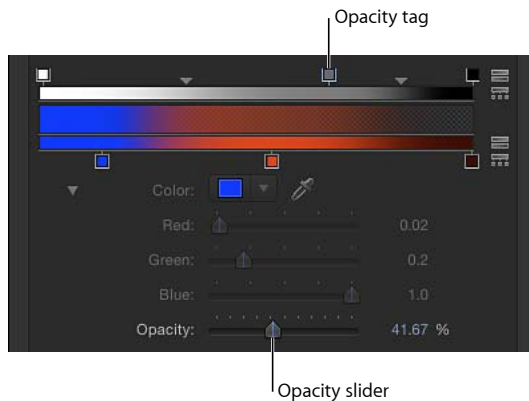 Opacity tag
Color:
Red: 0.02
Green: 0.2
Blue: 1.0
Opacity: 41.67 %
Opacity slider